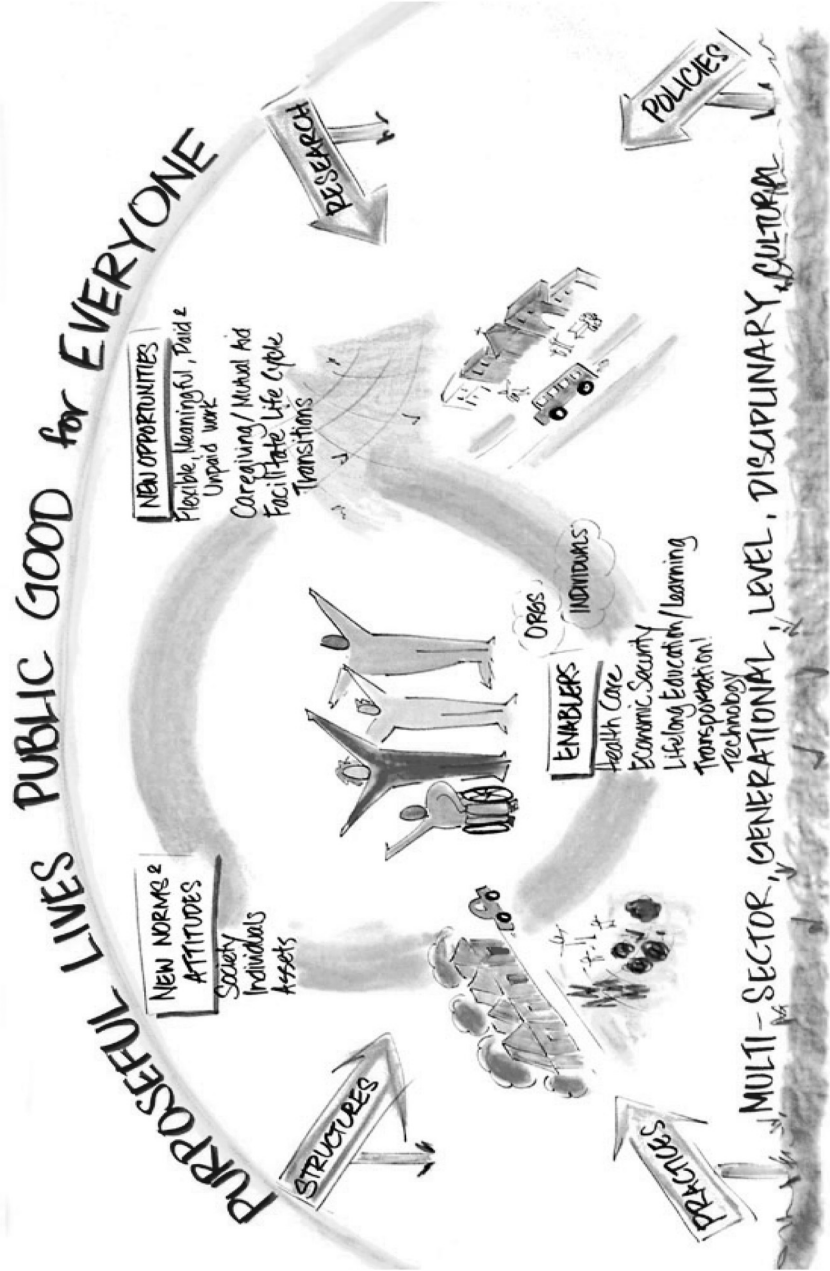 PURPOSEFUL LIVES PUBLIC GOOD for EVERYONE
STRUCTURES
NEW NORMS &
ATTITUDES
Society
Individuals
Assets
NEW OPPORTUNITIES
Flexible, Meaningful, Paid &
Unpaid work
Caregiving/Mutual Aid
Facilitate Life Cycle
Transitions
RESEARCH
ORGS
INDIVIDUALS
ENABLERS
Health Care
Economic Security
Lifelong Education/Learning
Transportation!
Technology
PRACTICES
POLICIES
MULTI-SECTOR, GENERATIONAL, LEVEL, DISCIPLINARY, CULTURAL